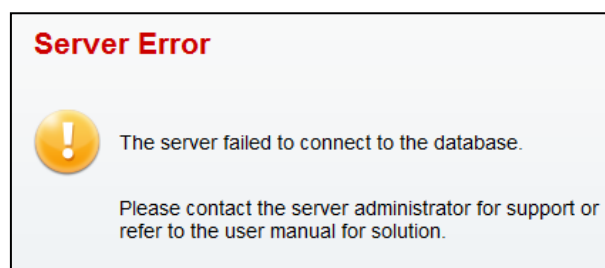 Server Error
The server failed to connect to the database.
Please contact the server administrator for support or
refer to the user manual for solution.